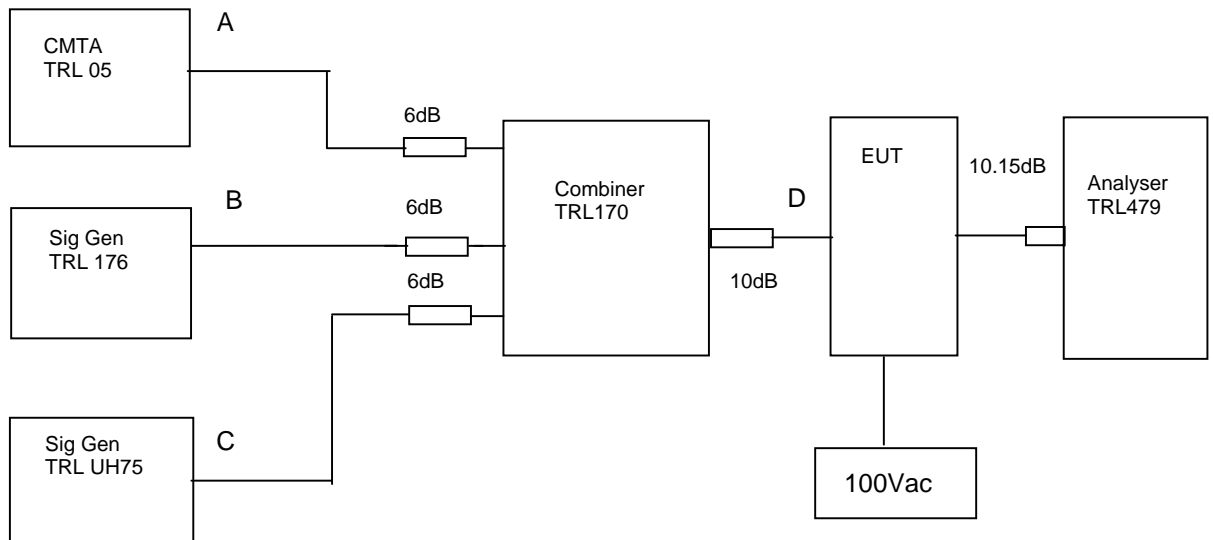 A
CMTA
TRL 05
6dB
B
Sig Gen
TRL 176
6dB
6dB
C
Sig Gen
TRL UH75
Combiner
TRL170
D
10dB
EUT
10.15dB
Analyser
TRL479
100Vac